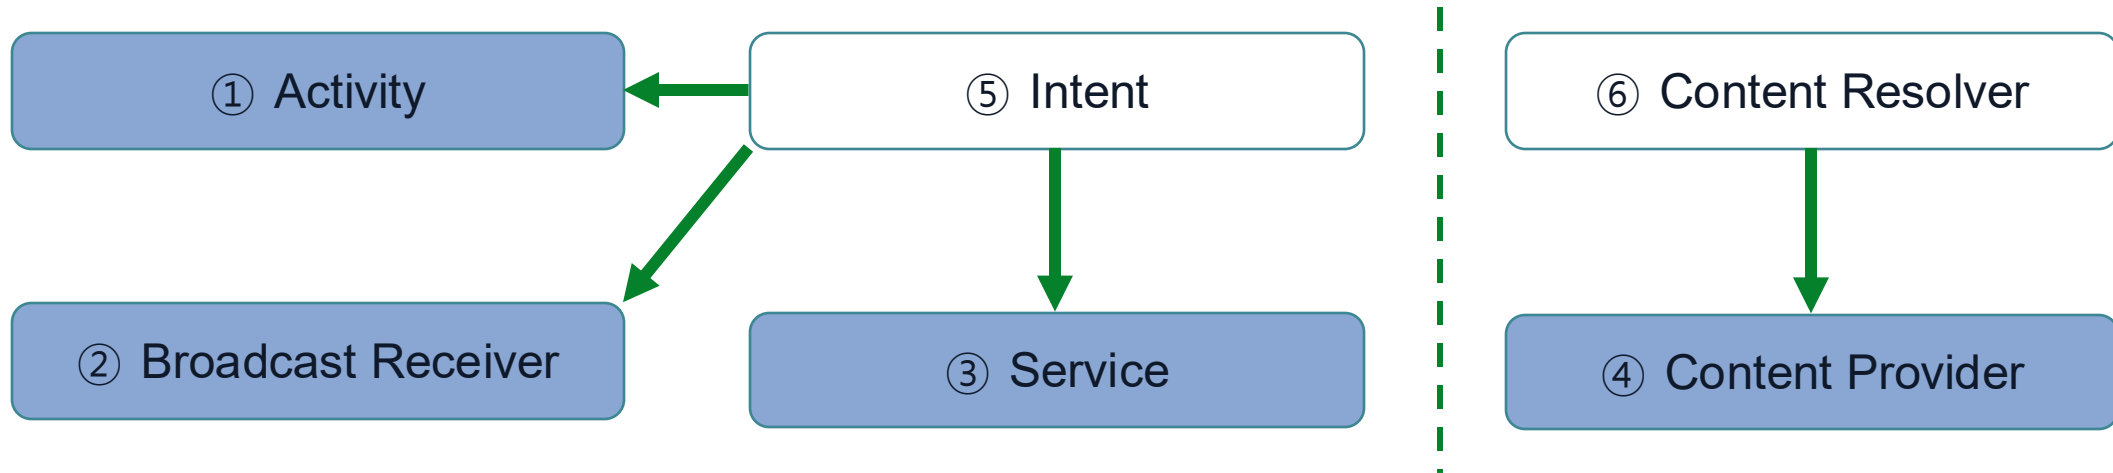 ① Activity
⑤ Intent
⑥ Content Resolver
② Broadcast Receiver
③ Service
④ Content Provider